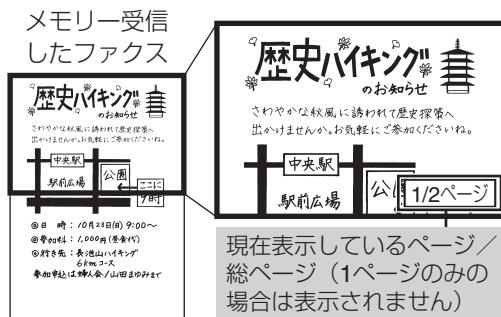 メモリー受信
したファクス
歴史ハイキング
のお知らせ
さわやかな秋風に誘われて歴史探策へ
出かけませんか。お気軽にご参加くださいね。
中央駅
駅前広場
公園
ここに
9時
◎日 時：10月23日(日) 9:00〜
◎参加料：1,000円(昼食代)
◎行き先：長池山ハイキング
6kmコース
参加申込は婦人会/山田まゆみまで
歴史ハイキング
のお知らせ
さわやかな秋風に誘われて歴史探策へ
出かけませんか。お気軽にご参加くださいね。
中央駅
駅前広場
公
1/2ページ
現在表示しているページ／
総ページ（1ページのみの
場合は表示されません）